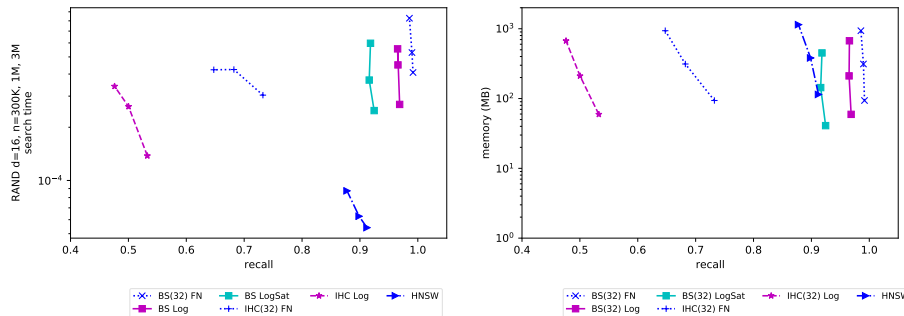 RAND d=16, n=300K, 1M, 3M
search time
10⁻⁴
0.4 0.5 0.6 0.7 0.8 0.9 1.0
recall
BS(32) FN BS LogSat IHC Log HNSW
BS Log IHC(32) FN
memory (MB)
10³
10²
10¹
10⁰
0.4 0.5 0.6 0.7 0.8 0.9 1.0
recall
BS(32) FN BS(32) LogSat IHC(32) Log HNSW
BS(32) Log IHC(32) FN